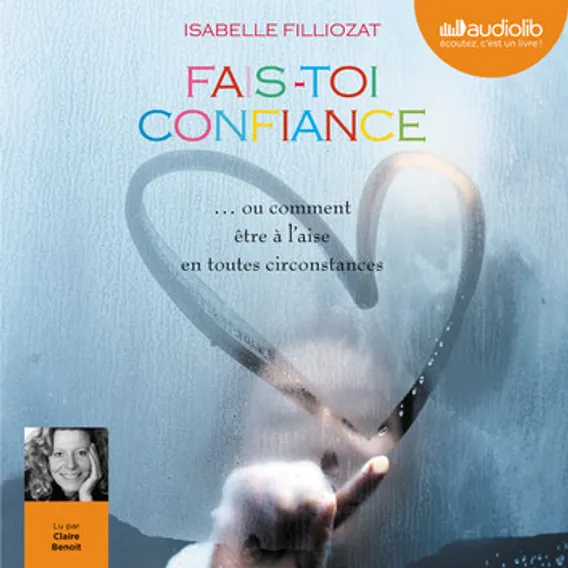 ISABELLE FILLIOZAT
audiolib
écoutez, c'est un livre !
FAIS-TOI
CONFIANCE
... ou comment
être à l'aise
en toutes circonstances
Lu par
Claire
Benoit